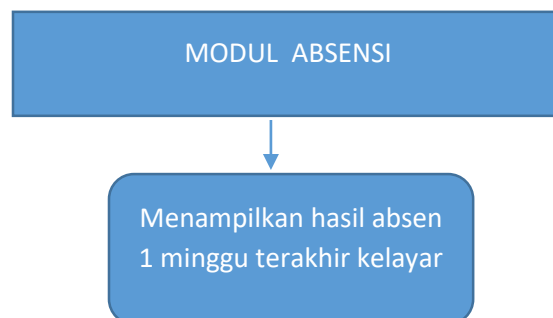 MODUL  ABSENSI
Menampilkan hasil absen
1 minggu terakhir kelayar